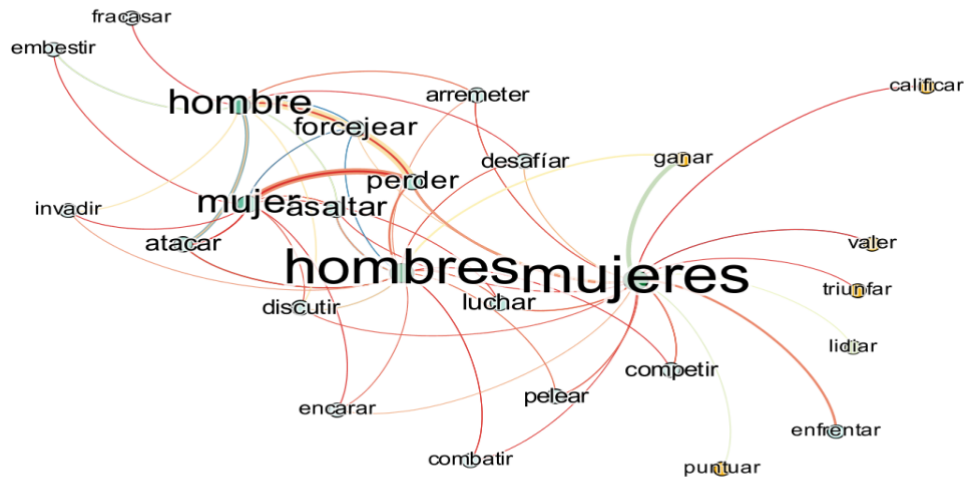 fracasar
embestir
calificar
hombre
arremeter
forcejear
desafíar
ganar
perder
mujer
asaltar
invadir
atacar
valer
hombres
mujeres
triunfar
luchar
discutir
lidiar
competir
pelear
encarar
enfrentar
combatir
puntuar